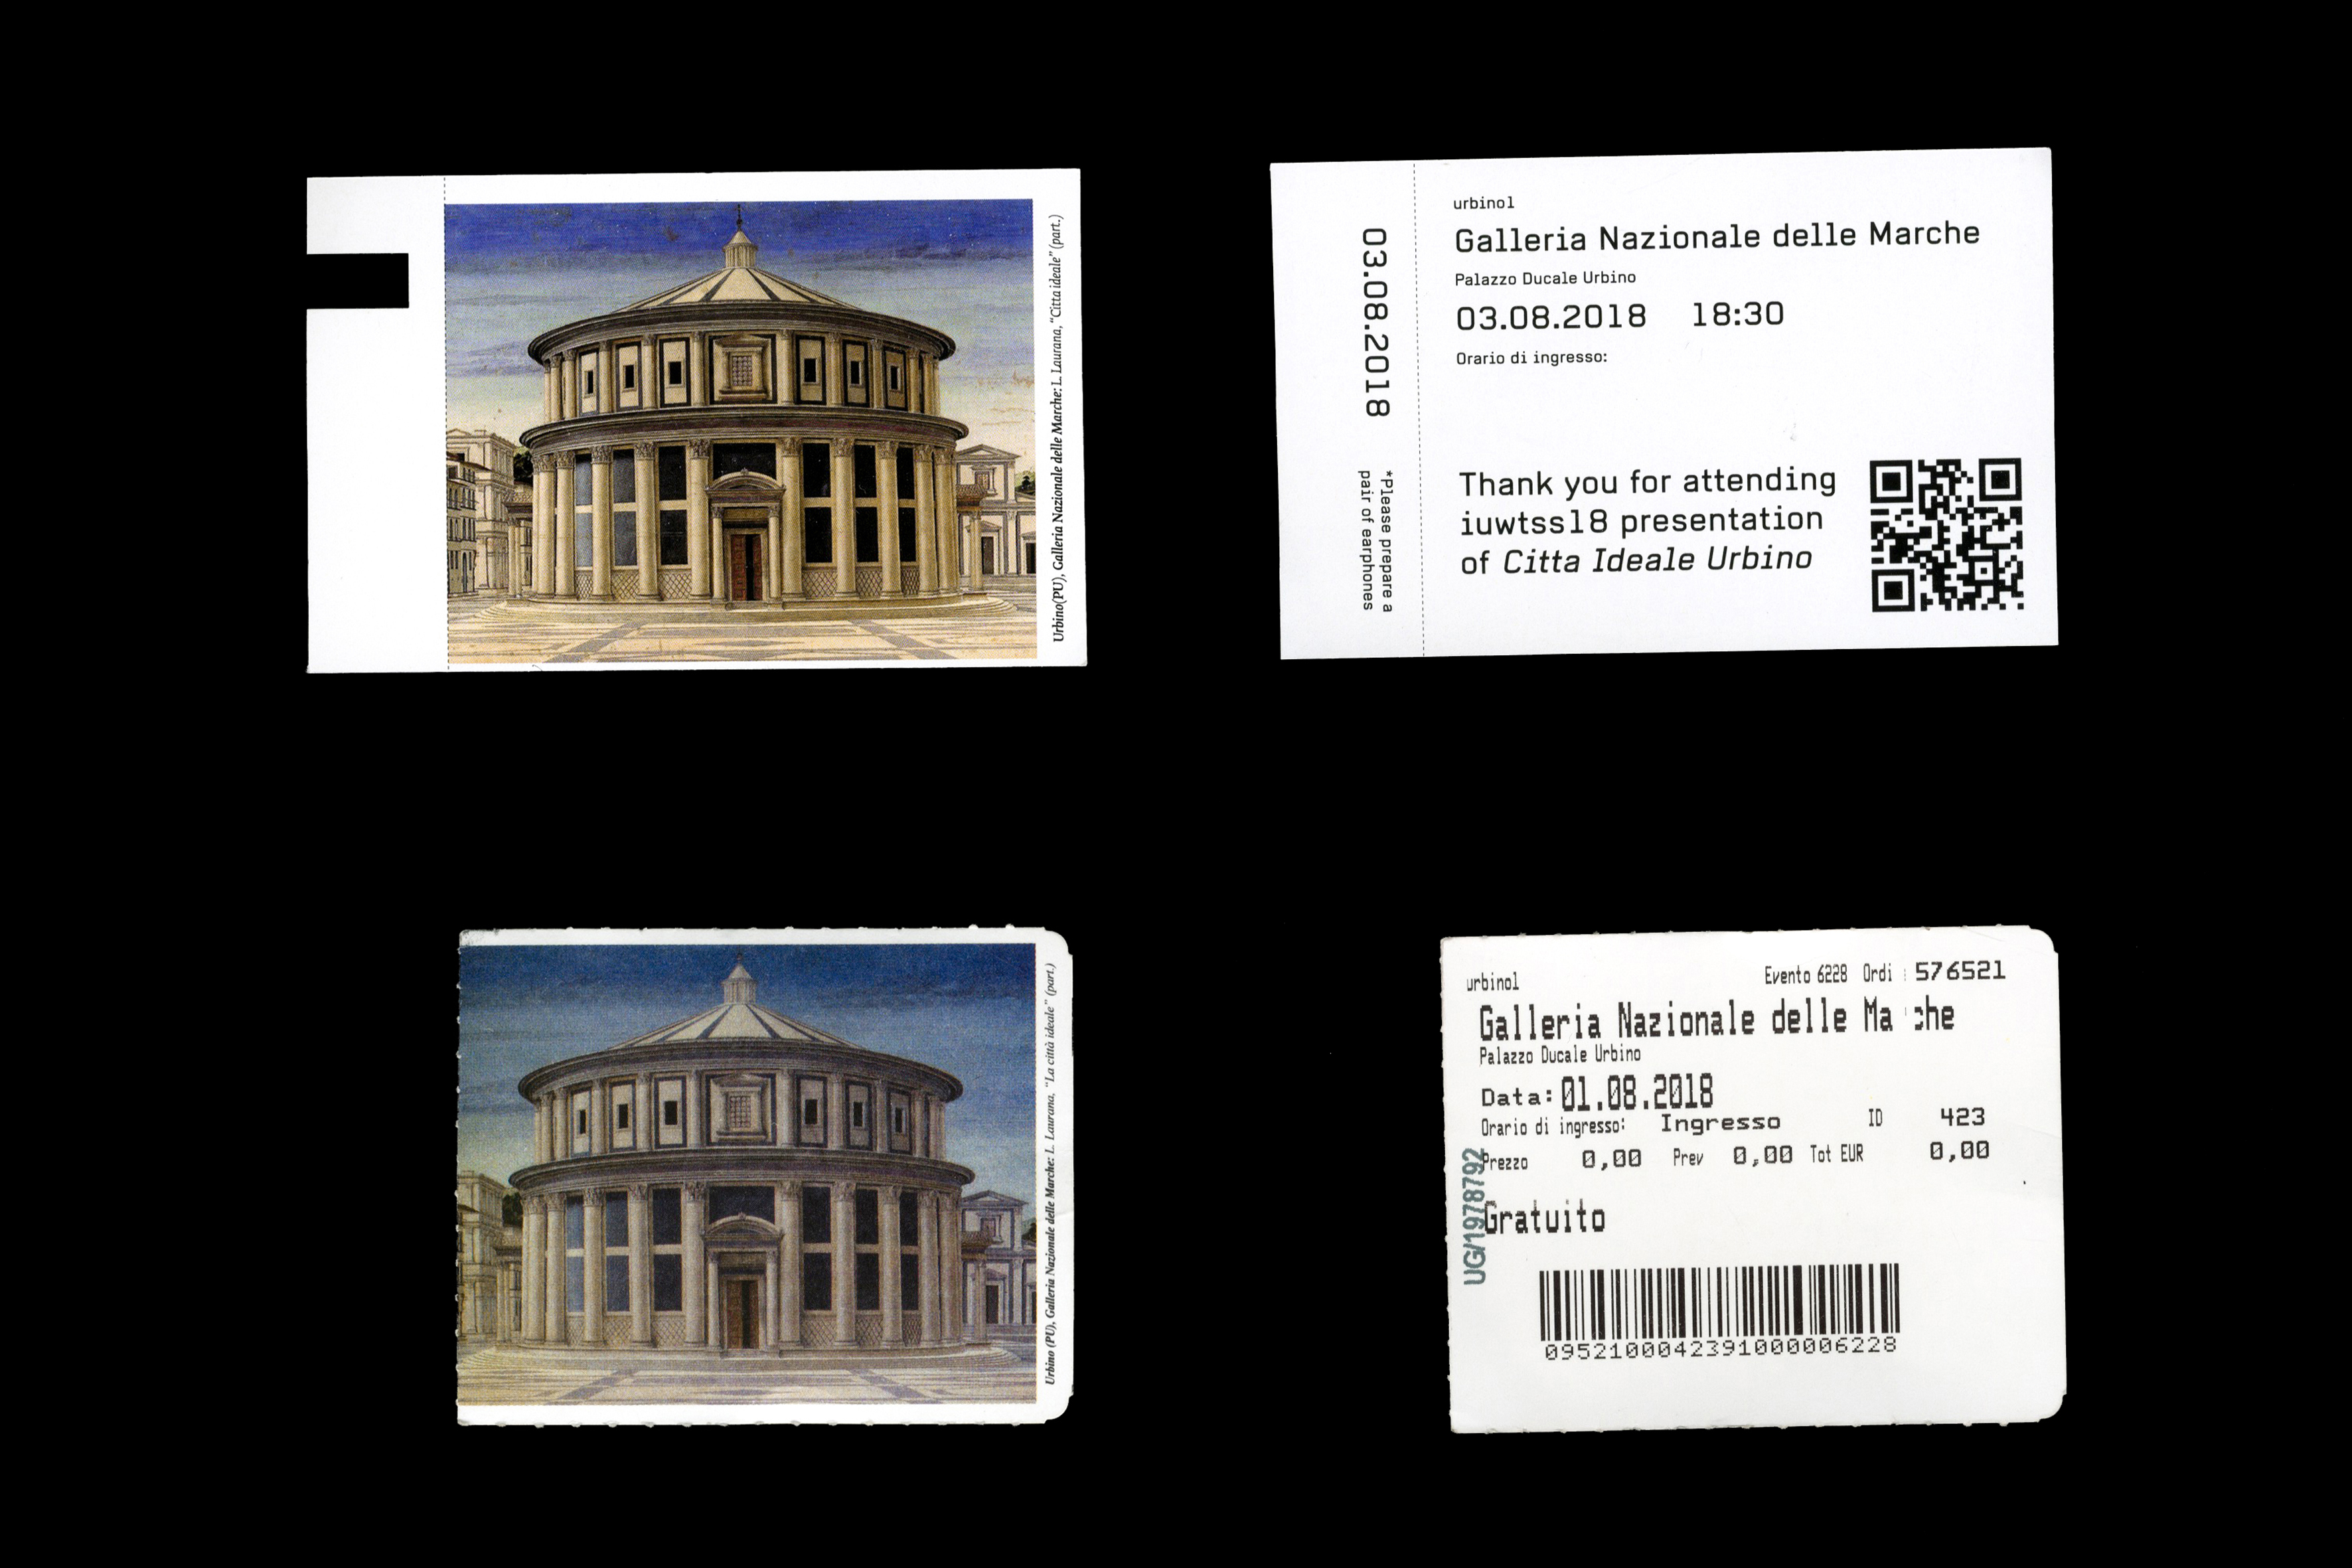 Urbino(PU), Galleria Nazionale delle Marche: L. Laurana, "Citta ideale" (part.)
03.08.2018
*Please prepare a
pair of earphones
urbino1
Galleria Nazionale delle Marche
Palazzo Ducale Urbino
03.08.2018 18:30
Orario di ingresso:
Thank you for attending
iuwtss18 presentation
of Citta Ideale Urbino
Urbino (PU), Galleria Nazionale delle Marche: L. Laurana, "La città ideale" (part.)
urbino1 Evento 6228 Ordi : 576521
Galleria Nazionale delle Marche
Palazzo Ducale Urbino
Data: 01.08.2018
Orario di ingresso: Ingresso ID 423
Prezzo 0,00 Prev 0,00 Tot EUR 0,00
UG/1978792
Gratuito
0952100042391000006228